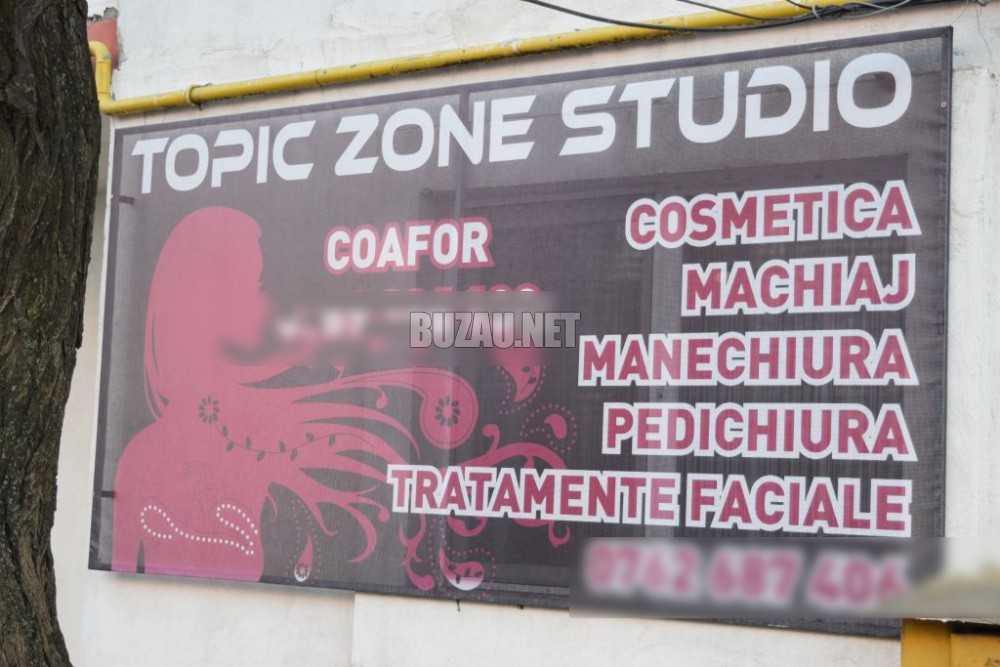 TOPIC ZONE STUDIO
COAFOR
COSMETICA
MACHIAJ
BUZAU.NET
MANECHIURA
PEDICHIURA
TRATAMENTE FACIALE